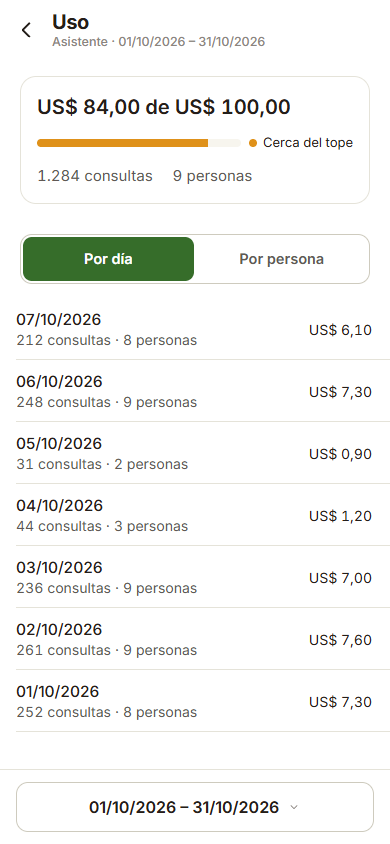 Uso
Asistente · 01/10/2026 – 31/10/2026
US$ 84,00 de US$ 100,00
Cerca del tope
1.284 consultas 9 personas
Por día Por persona
07/10/2026
212 consultas · 8 personas
US$ 6,10
06/10/2026
248 consultas · 9 personas
US$ 7,30
05/10/2026
31 consultas · 2 personas
US$ 0,90
04/10/2026
44 consultas · 3 personas
US$ 1,20
03/10/2026
236 consultas · 9 personas
US$ 7,00
02/10/2026
261 consultas · 9 personas
US$ 7,60
01/10/2026
252 consultas · 8 personas
US$ 7,30
01/10/2026 – 31/10/2026